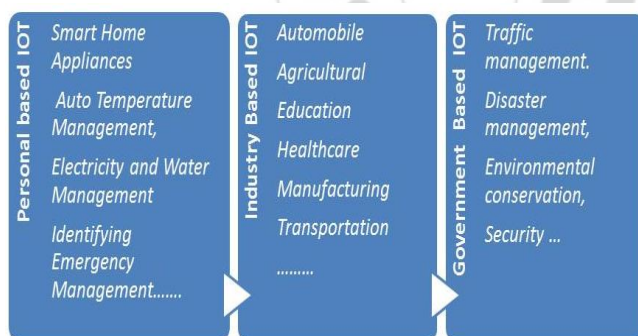 Personal based IOT
Smart Home
Appliances
Auto Temperature
Management,
Electricity and Water
Management
Identifying
Emergency
Management.......
Industry Based IOT
Automobile
Agricultural
Education
Healthcare
Manufacturing
Transportation
.........
Government Based IOT
Traffic
management.
Disaster
management,
Environmental
conservation,
Security ...